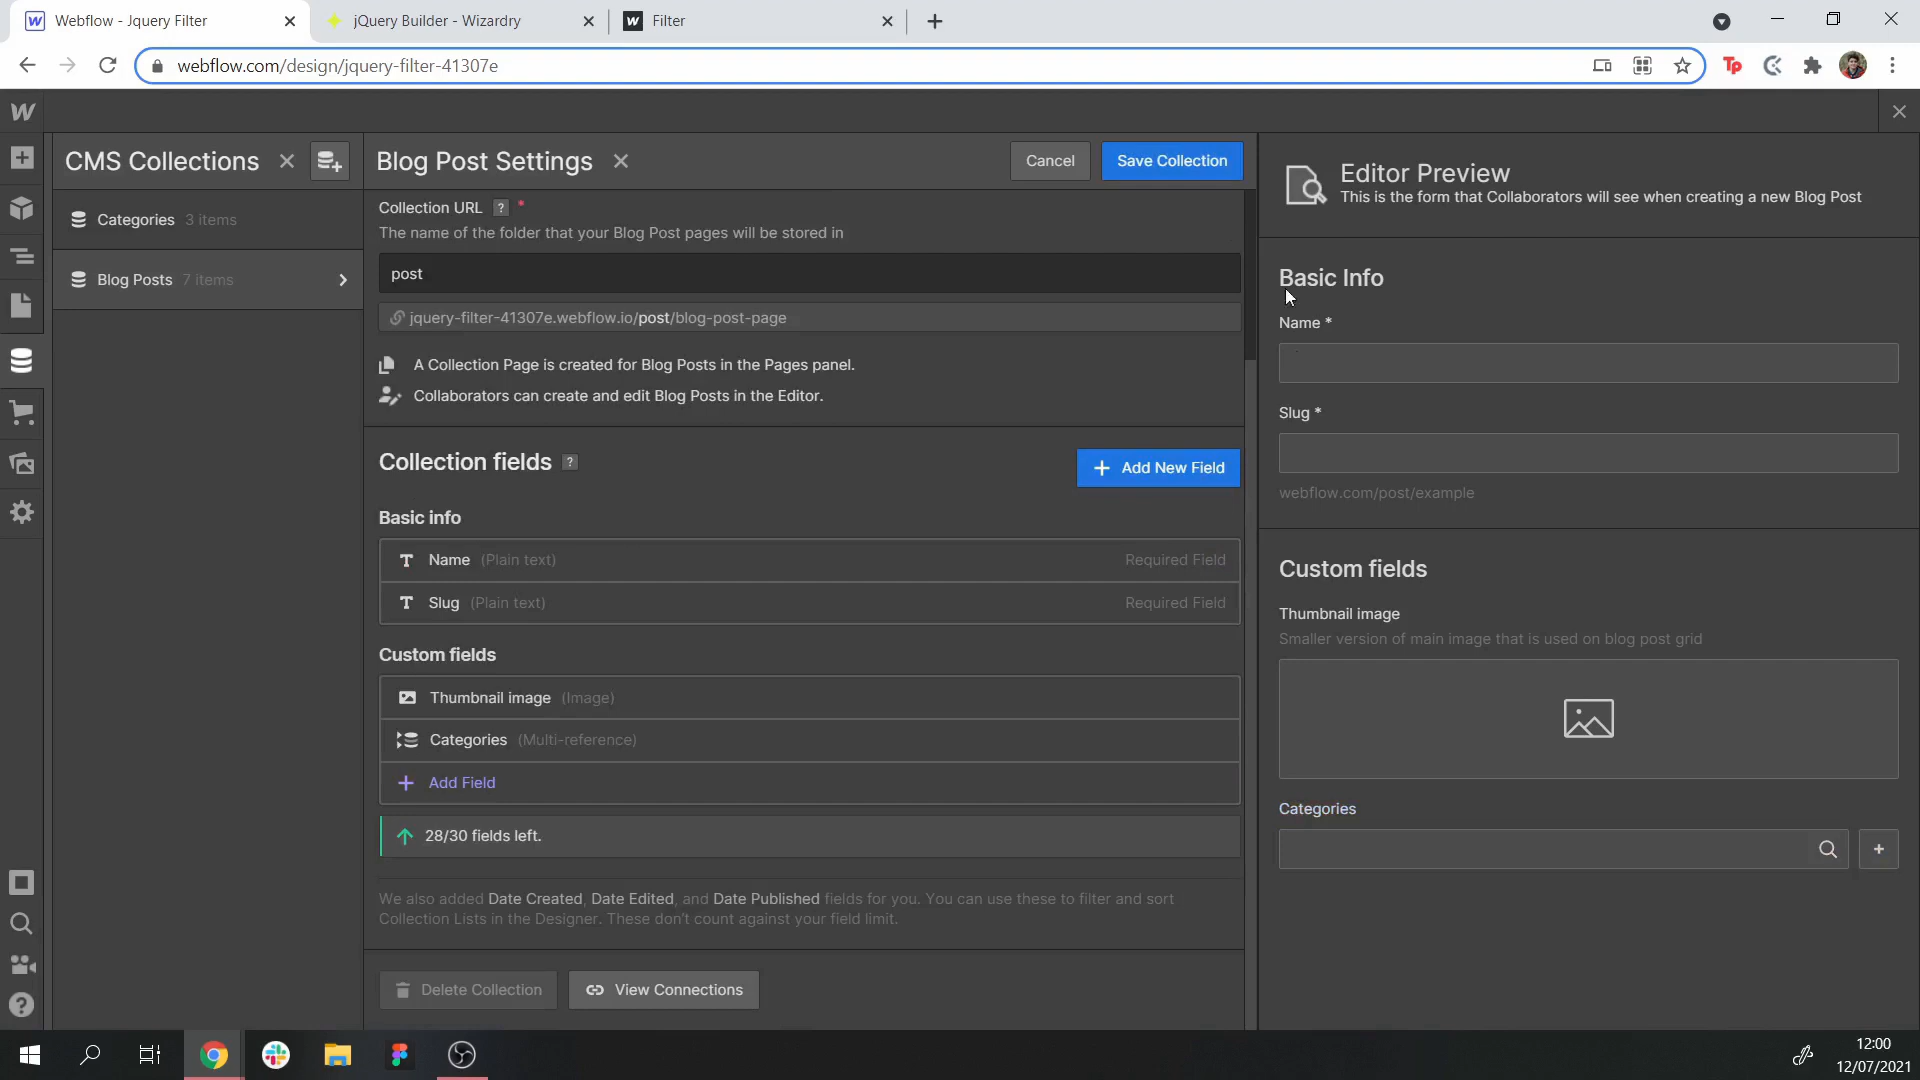 Webflow - Jquery Filter
jQuery Builder - Wizardry
Filter
webflow.com/design/jquery-filter-41307e
CMS Collections
Blog Post Settings
Cancel
Save Collection
Editor Preview
This is the form that Collaborators will see when creating a new Blog Post
Categories 3 items
Blog Posts 7 items
Collection URL ? *
The name of the folder that your Blog Post pages will be stored in
post
jquery-filter-41307e.webflow.io/post/blog-post-page
A Collection Page is created for Blog Posts in the Pages panel.
Collaborators can create and edit Blog Posts in the Editor.
Collection fields ?
+ Add New Field
Basic info
Name (Plain text) Required Field
Slug (Plain text) Required Field
Custom fields
Thumbnail image (Image)
Categories (Multi-reference)
+ Add Field
28/30 fields left.
We also added Date Created, Date Edited, and Date Published fields for you. You can use these to filter and sort
Collection Lists in the Designer. These don't count against your field limit.
Delete Collection
View Connections
Basic Info
Name *
Slug *
webflow.com/post/example
Custom fields
Thumbnail image
Smaller version of main image that is used on blog post grid
Categories
12:00
12/07/2021